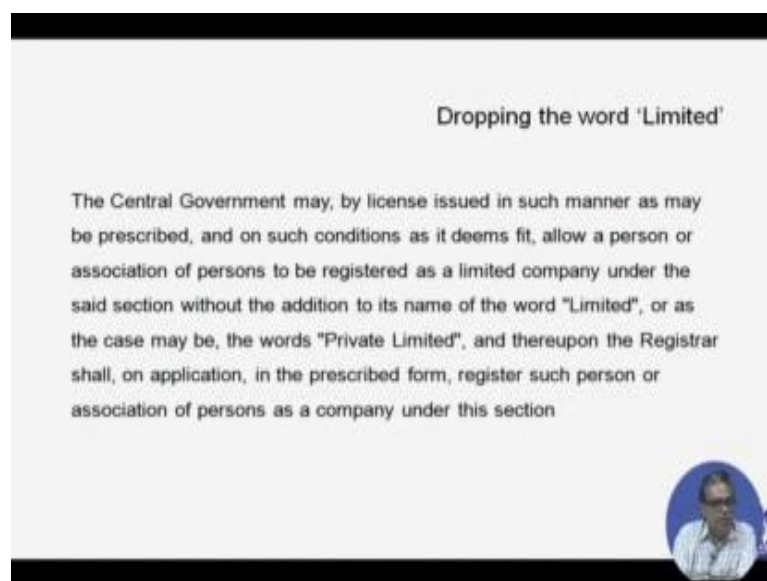 Dropping the word ‘Limited’
The Central Government may, by license issued in such manner as may
be prescribed, and on such conditions as it deems fit, allow a person or
association of persons to be registered as a limited company under the
said section without the addition to its name of the word "Limited", or as
the case may be, the words "Private Limited", and thereupon the Registrar
shall, on application, in the prescribed form, register such person or
association of persons as a company under this section